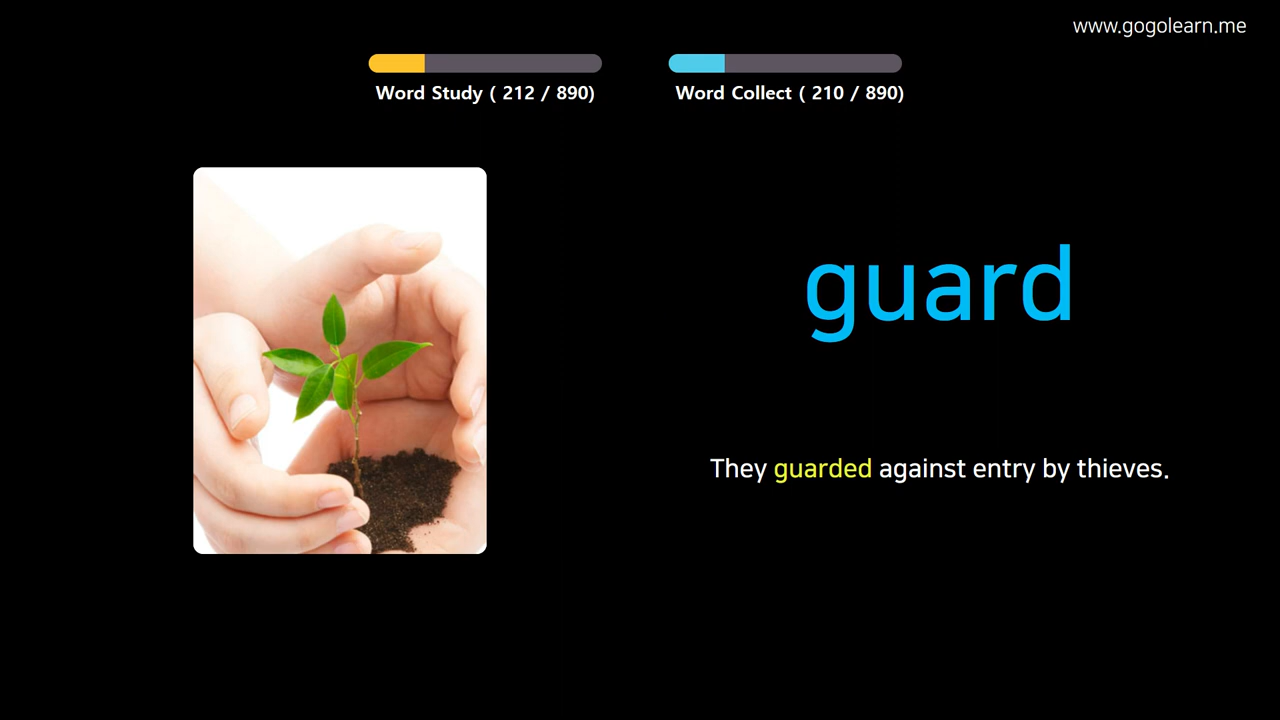 www.gogolearn.me
Word Study ( 212 / 890)
Word Collect ( 210 / 890)
guard
They guarded against entry by thieves.